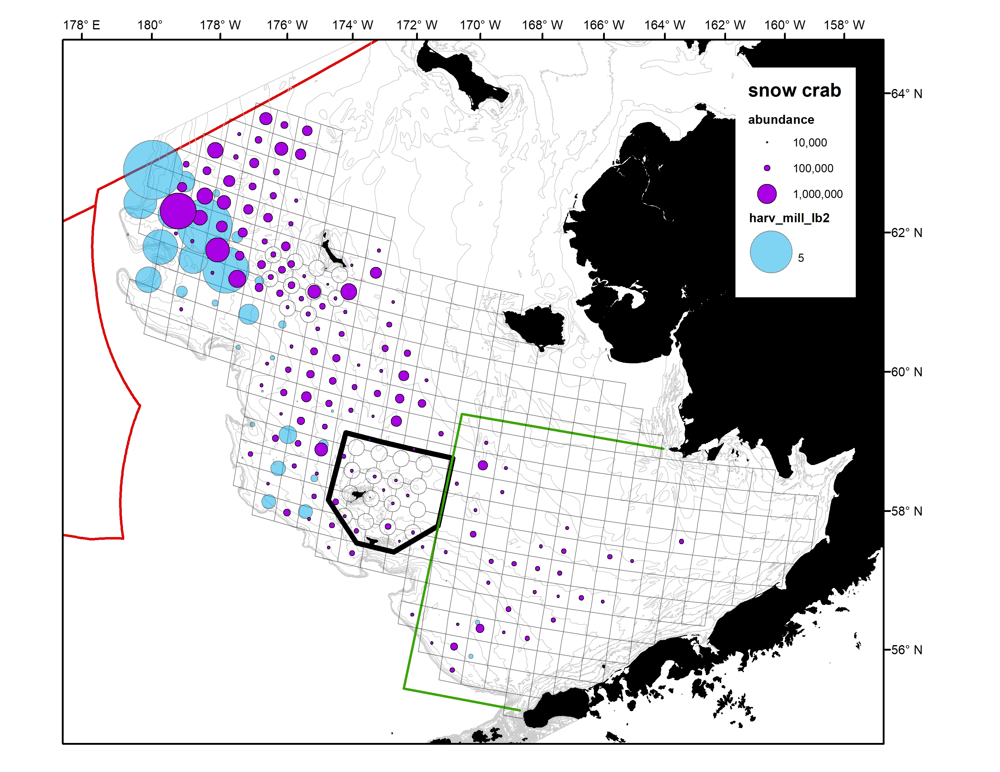 178° E 180° 178° W 176° W 174° W 172° W 170° W 168° W 166° W 164° W 162° W 160° W 158° W
64° N
62° N
60° N
58° N
56° N
snow crab
abundance
10,000
100,000
1,000,000
harv_mill_lb2
5